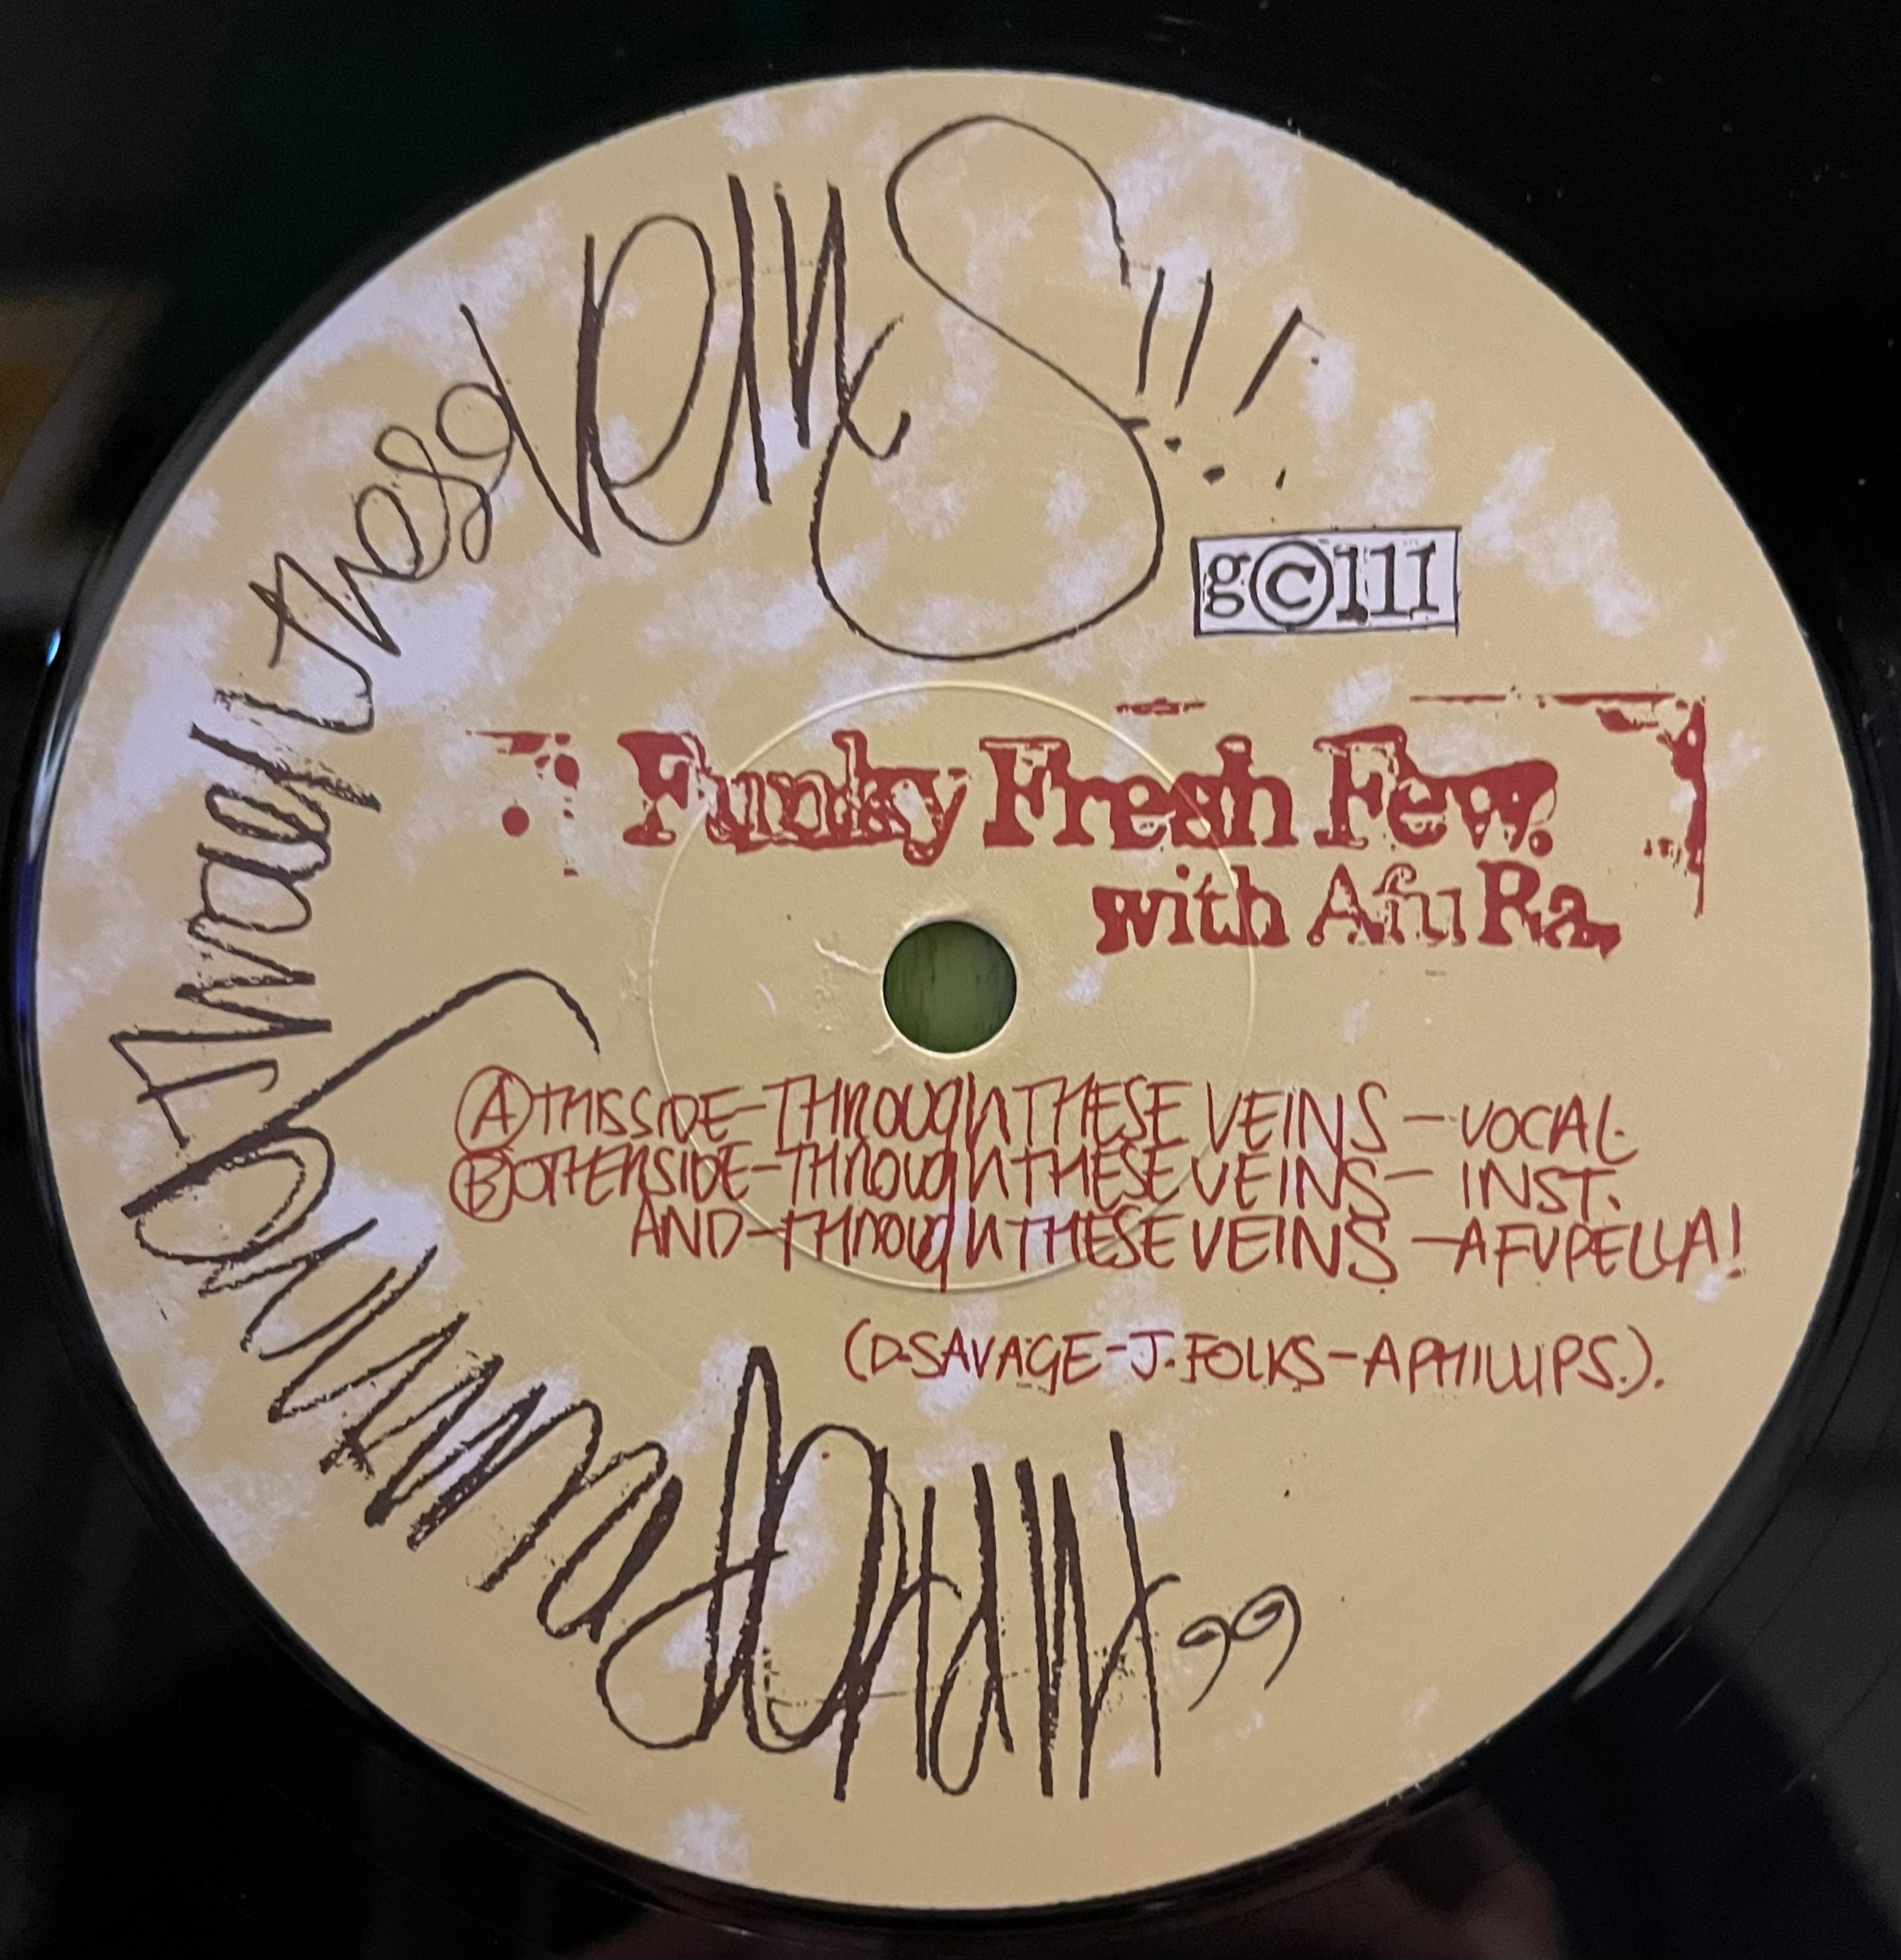 Through these veins!!!
g©111
Funky Fresh Few.
with Afu Ra
Ⓐ THIS SIDE - THROUGH THESE VEINS - VOCAL
Ⓑ OTHER SIDE - THROUGH THESE VEINS - INST.
AND - THROUGH THESE VEINS - AFUPELLA!
(D.SAVAGE - J.FOLKS - A PHILLIPS.).
99